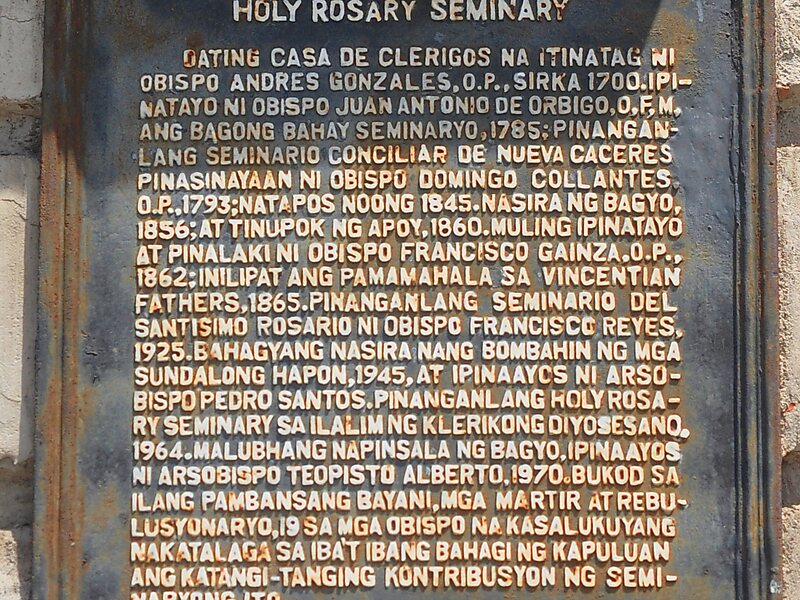 HOLY ROSARY SEMINARY
DATING CASA DE CLERIGOS NA ITINATAG NI
OBISPO ANDRES GONZALES, O.P., SIRKA 1700. IPI-
NATAYO NI OBISPO JUAN ANTONIO DE ORBIGO, O.F.M.
ANG BAGONG BAHAY SEMINARYO, 1785; PINANGAN-
LANG SEMINARIO CONCILIAR DE NUEVA CACERES
PINASINAYAAN NI OBISPO DOMINGO COLLANTES,
O.P., 1793; NATAPOS NOONG 1845. NASIRA NG BAGYO,
1856; AT TINUPOK NG APOY, 1860. MULING IPINATAYO
AT PINALAKI NI OBISPO FRANCISCO GAINZA, O.P.,
1862; INILIPAT ANG PAMAMAHALA SA VINCENTIAN
FATHERS, 1865. PINANGANLANG SEMINARIO DEL
SANTISIMO ROSARIO NI OBISPO FRANCISCO REYES,
1925. BAHAGYANG NASIRA NANG BOMBAHIN NG MGA
SUNDALONG HAPON, 1945, AT IPINAAYOS NI ARSO-
BISPO PEDRO SANTOS. PINANGANLANG HOLY ROSA-
RY SEMINARY SA ILALIM NG KLERIKONG DIYOSESANO,
1964. MALUBHANG NAPINSALA NG BAGYO, IPINAAYOS
NI ARSOBISPO TEOPISTO ALBERTO, 1970. BUKOD SA
ILANG PAMBANSANG BAYANI, MGA MARTIR AT REBU-
LUSYONARYO, 19 SA MGA OBISPO NA KASALUKUYANG
NAKATALAGA SA IBA'T IBANG BAHAGI NG KAPULUAN
ANG KATANGI-TANGING KONTRIBUSYON NG SEMI-
NARYONG ITO.